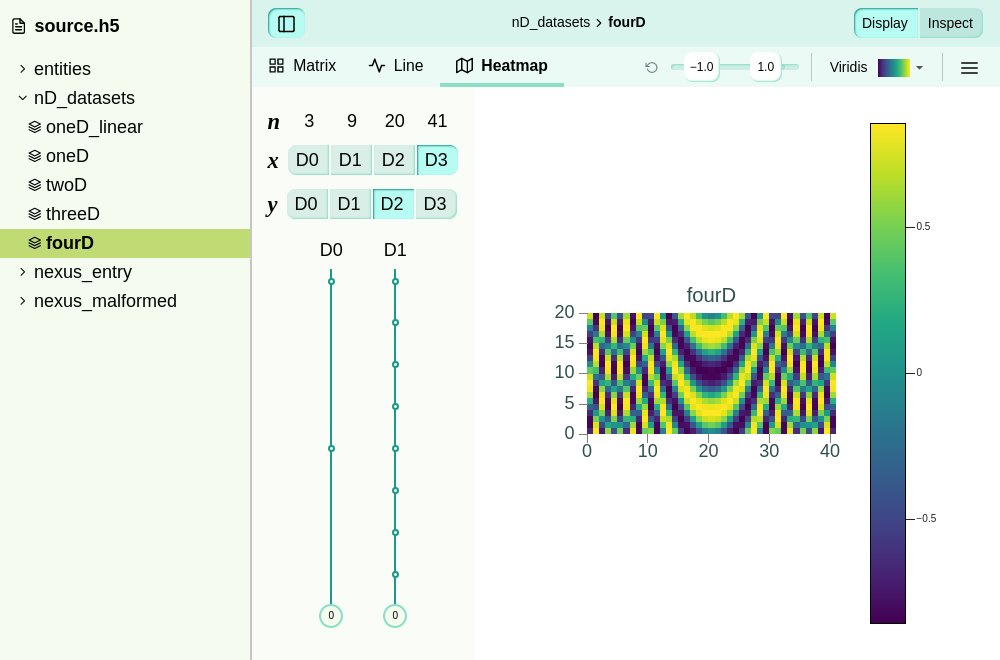 source.h5
entities
nD_datasets
oneD_linear
oneD
twoD
threeD
fourD
nexus_entry
nexus_malformed
nD_datasets › fourD
Display Inspect
Matrix Line Heatmap −1.0 1.0 Viridis
n 3 9 20 41
x D0 D1 D2 D3
y D0 D1 D2 D3
D0 D1
0 0
fourD
20
15
10
5
0
0 10 20 30 40
0.5
0
−0.5